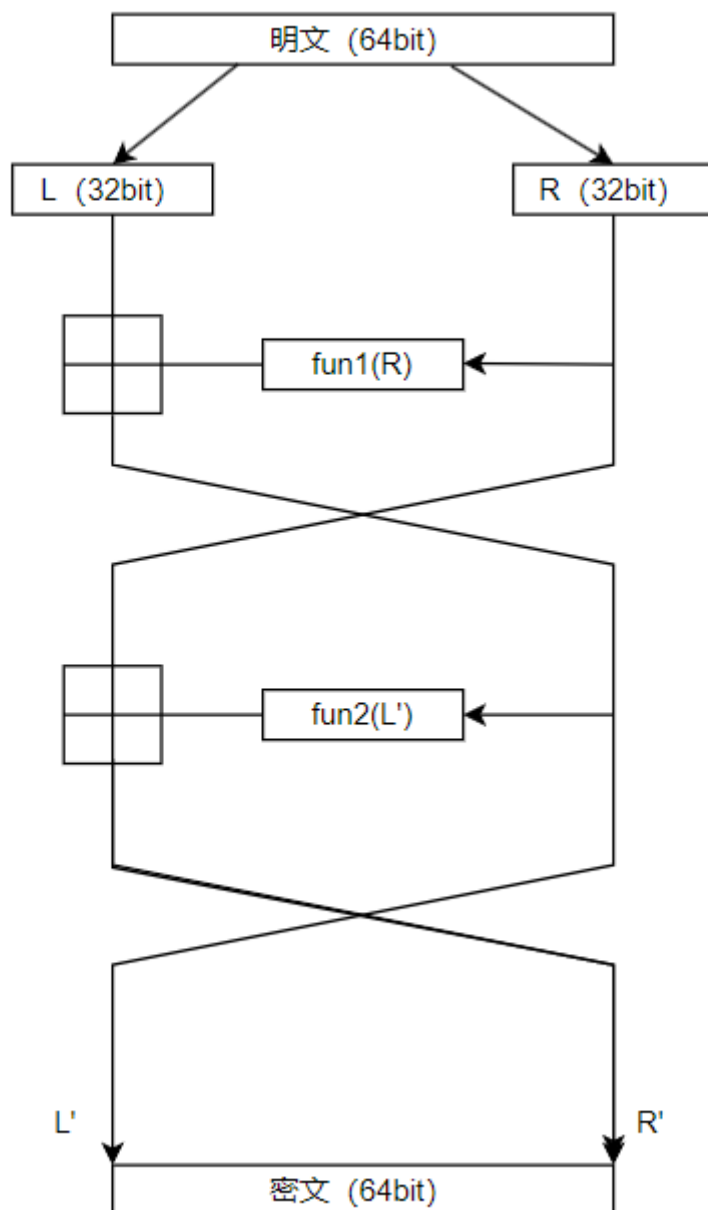 明文 (64bit)
L (32bit)
R (32bit)
fun1(R)
fun2(L')
L'
R'
密文 (64bit)